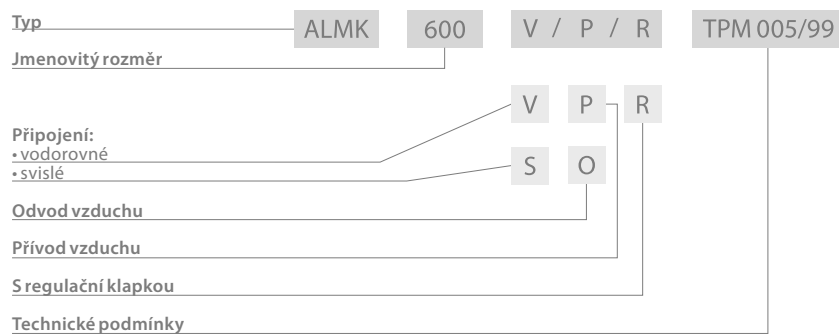 Typ ALMK 600 V / P / R TPM 005/99
Jmenovitý rozměr
V P R
Připojení:
• vodorovné
• svislé
S O
Odvod vzduchu
Přívod vzduchu
S regulační klapkou
Technické podmínky